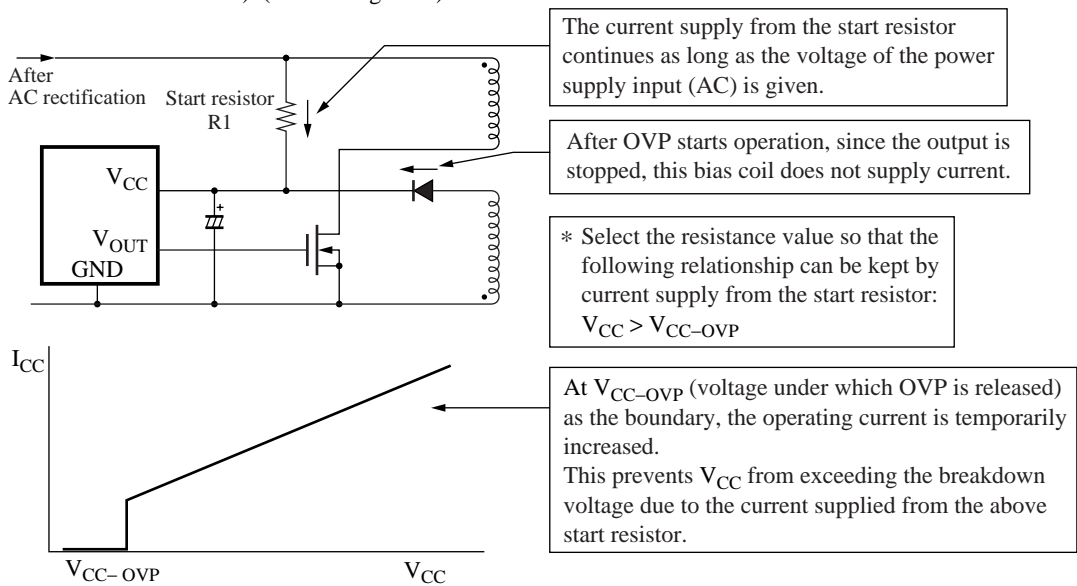 The current supply from the start resistor
continues as long as the voltage of the power
supply input (AC) is given.
After
AC rectification
Start resistor
R1
After OVP starts operation, since the output is
stopped, this bias coil does not supply current.
VCC
+
VOUT
GND
* Select the resistance value so that the
following relationship can be kept by
current supply from the start resistor:
VCC > VCC–OVP
ICC
At VCC–OVP (voltage under which OVP is released)
as the boundary, the operating current is temporarily
increased.
This prevents VCC from exceeding the breakdown
voltage due to the current supplied from the above
start resistor.
VCC– OVP
VCC